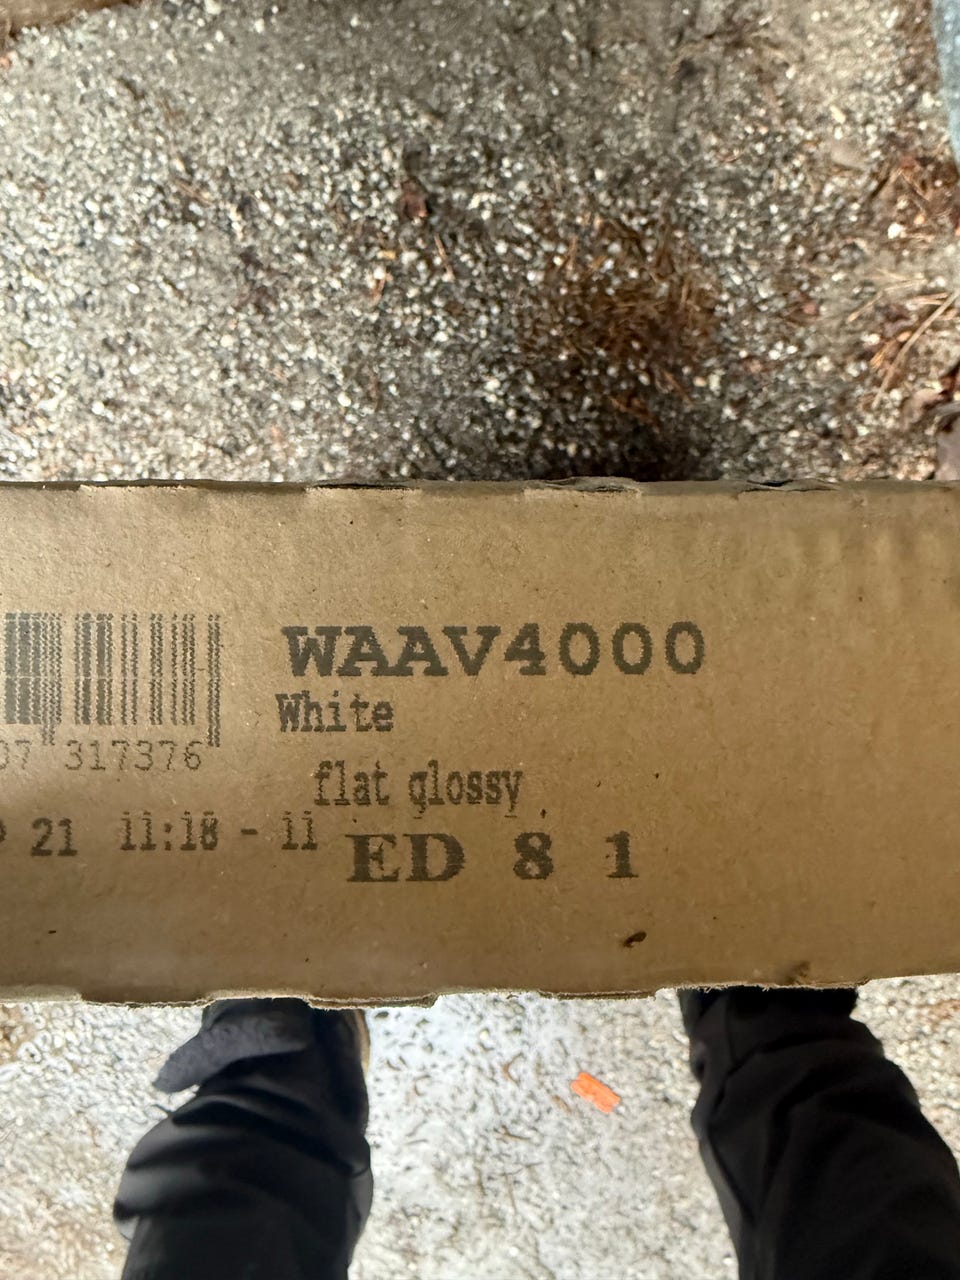 WAAV4000
White
07 317376
flat glossy
21 11:18 - 11
ED 8 1